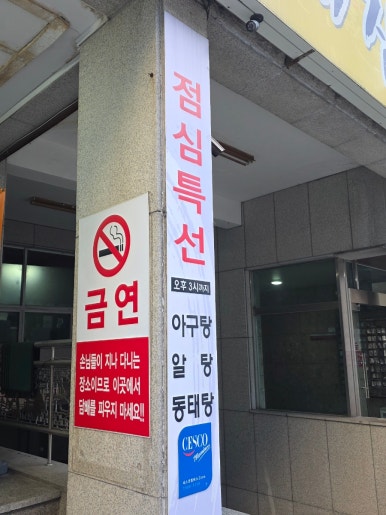 점심특선
오후 3시까지
아구탕
알 탕
동태탕
CESCO
금연
손님들이 지나 다니는
장소이므로 이곳에서
담배를 피우지 마세요!!